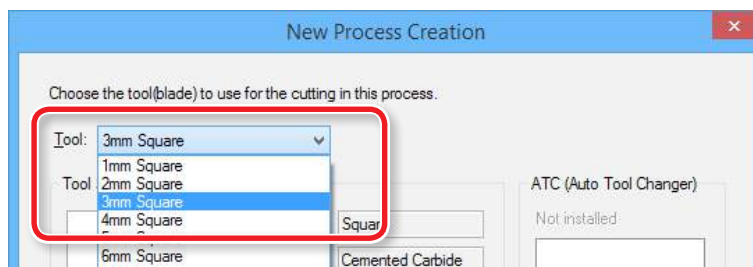 New Process Creation
Choose the tool(blade) to use for the cutting in this process.
Tool: 3mm Square
1mm Square
Tool 2mm Square
ATC (Auto Tool Changer)
3mm Square
4mm Square
Square
Not installed
6mm Square
Cemented Carbide